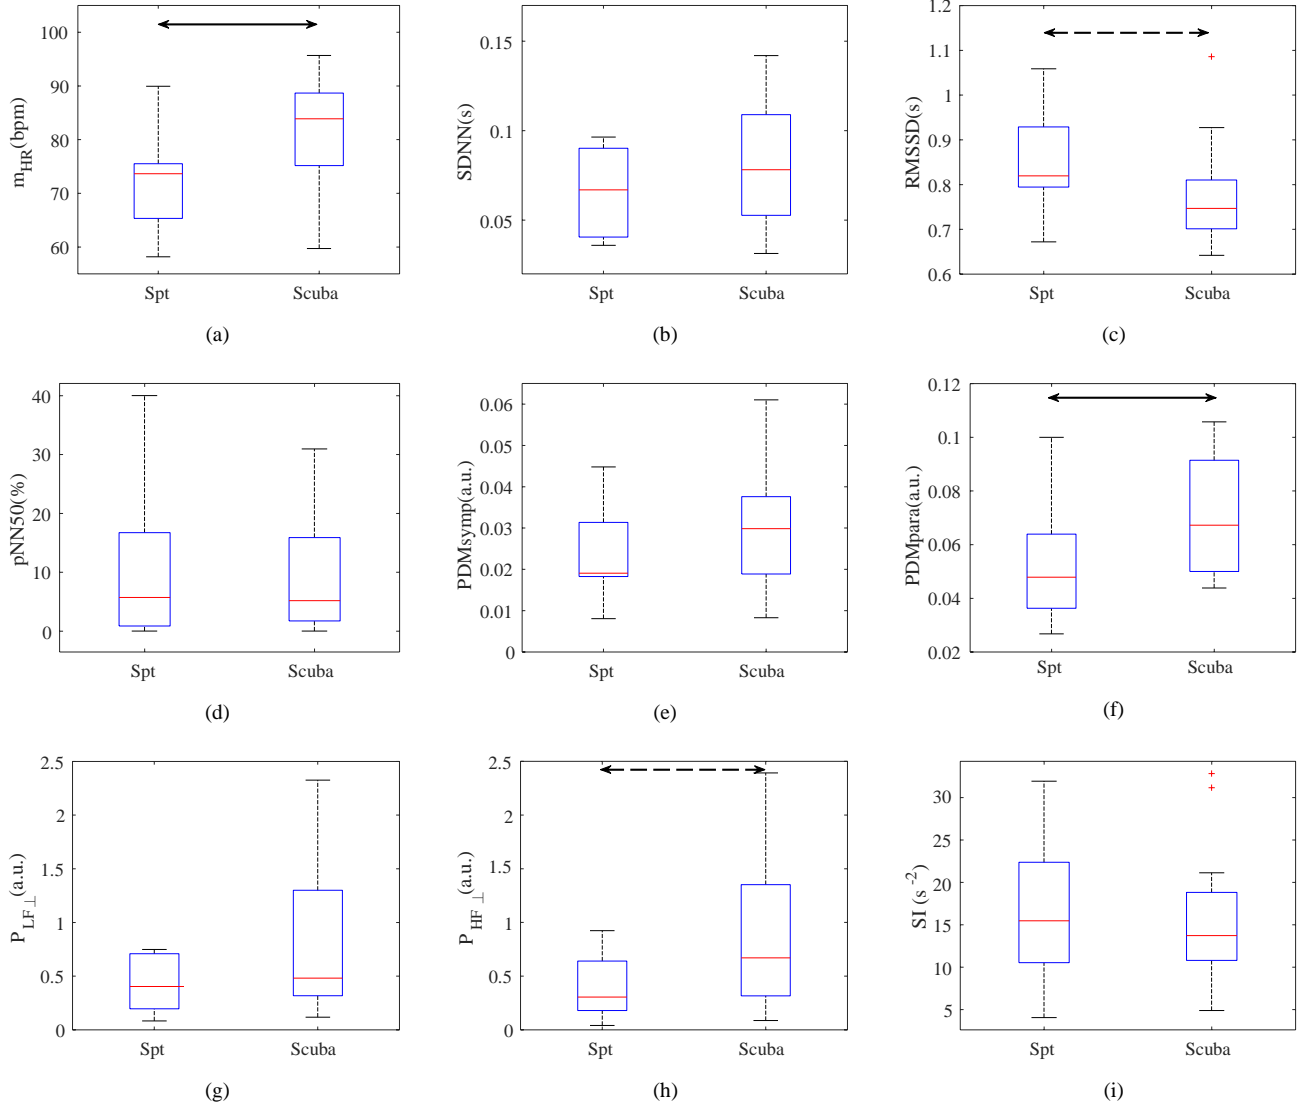 100
90
80
70
60
m_HR(bpm)
Spt Scuba
(a)
0.15
0.1
0.05
SDNN(s)
Spt Scuba
(b)
1.2
1.1
1
0.9
0.8
0.7
0.6
RMSSD(s)
Spt Scuba
(c)
40
30
20
10
0
pNN50(%)
Spt Scuba
(d)
0.06
0.05
0.04
0.03
0.02
0.01
0
PDMsymp(a.u.)
Spt Scuba
(e)
0.12
0.1
0.08
0.06
0.04
0.02
PDMpara(a.u.)
Spt Scuba
(f)
2.5
2
1.5
1
0.5
0
P_LF⊥(a.u.)
Spt Scuba
(g)
2.5
2
1.5
1
0.5
0
P_HF⊥(a.u.)
Spt Scuba
(h)
30
25
20
15
10
5
SI (s^-2)
Spt Scuba
(i)